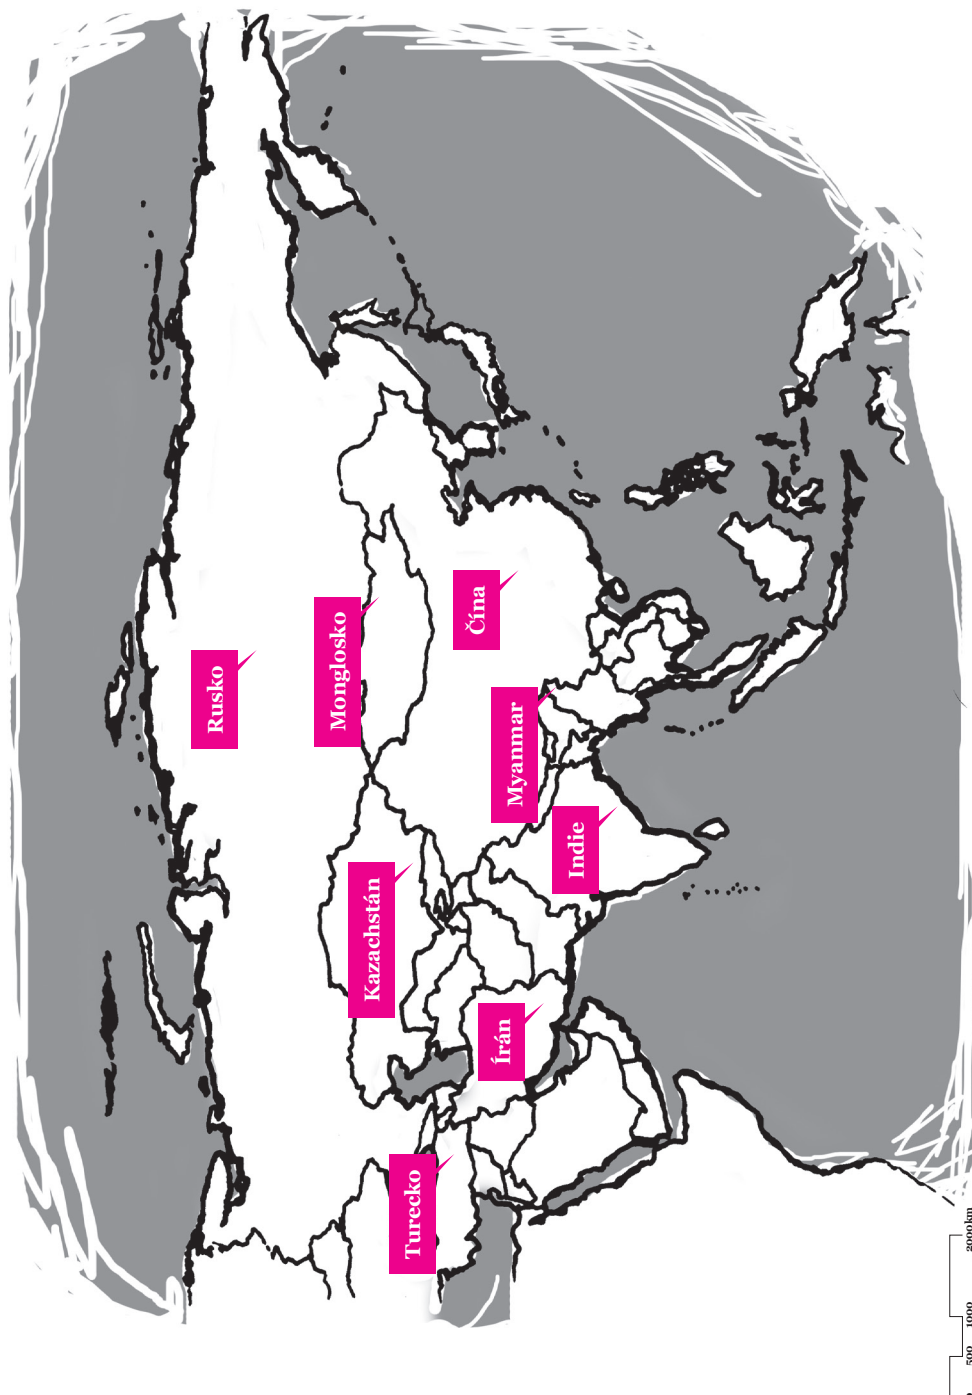 Rusko
Monglosko
Čína
Kazachstán
Myanmar
Indie
Írán
Turecko
500 1000 2000 km